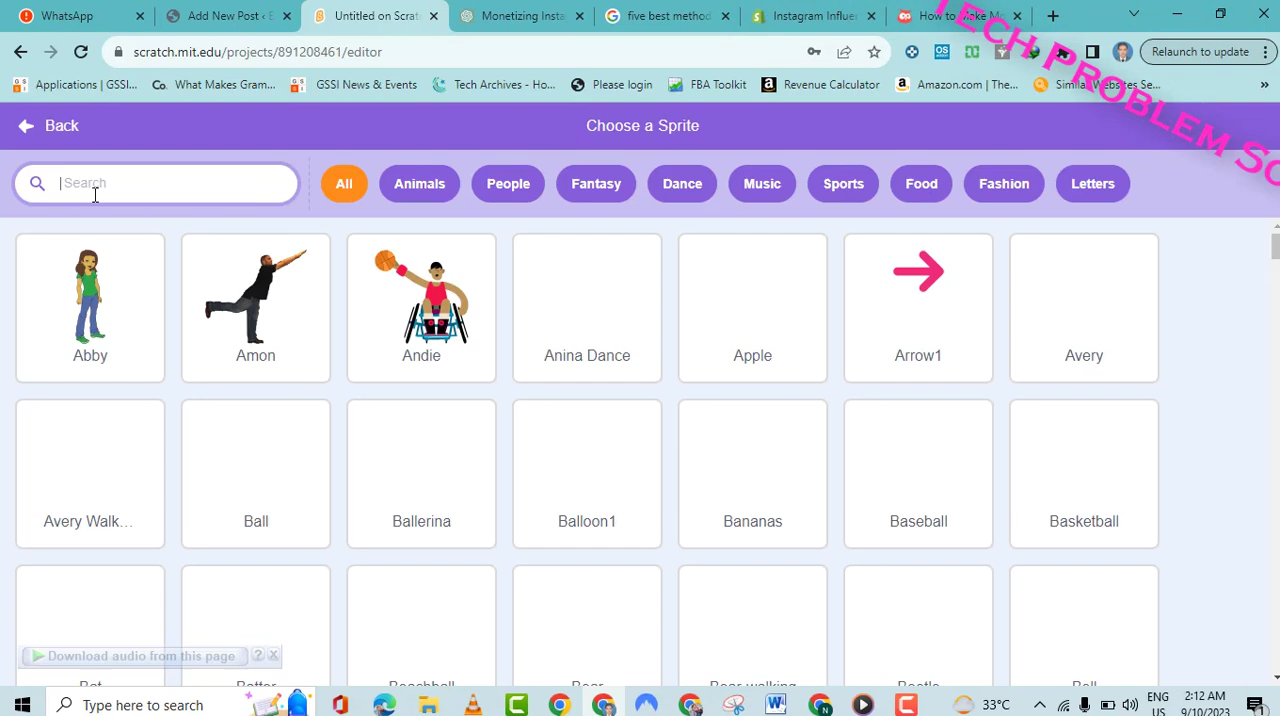 WhatsApp
Add New Post
Untitled on Scrat
Monetizing Insta
five best method
Instagram Influe
How to Make Mo
scratch.mit.edu/projects/891208461/editor
Relaunch to update
Applications | GSSI...
Co. What Makes Gram...
GSSI Newsevents
Tech Archives - Ho...
Please login
FBA Toolkit
Revenue Calculator
Amazon.com | The...
Similar Websites Se...
TECH PROBLEM SO
Back
Choose a Sprite
Search
All
Animals
People
Fantasy
Dance
Music
Sports
Food
Fashion
Letters
Abby
Amon
Andie
Anina Dance
Apple
Arrow1
Avery
Avery Walk...
Ball
Ballerina
Balloon1
Bananas
Baseball
Basketball
Download audio from this page
Type here to search
33°C
ENG
US
2:12 AM
9/10/2023